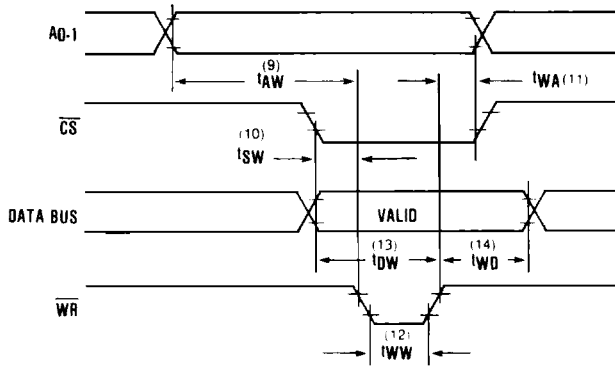 A0-1
(9)
tAW
tWA(11)
CS
(10)
tSW
DATA BUS
VALID
(13)
tDW
(14)
tWD
WR
(12)
tWW